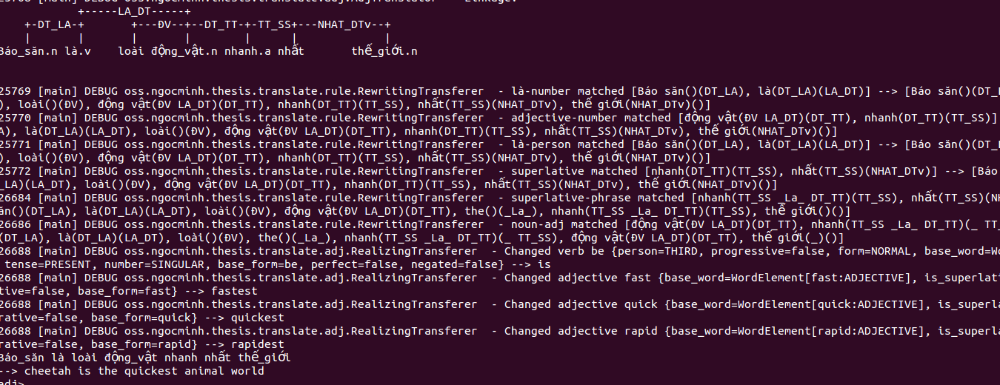 25768 [main] DEBUG oss.ngocminh.thesis.translate.adj.AdjTranslator - Linkage:
+-----LA_DT-----+
+-DT_LA-+ +---ĐV--+--DT_TT-+-TT_SS+---NHAT_DTv--+
| | | | | | |
Báo_săn.n là.v loài động_vật.n nhanh.a nhất thế_giới.n
25769 [main] DEBUG oss.ngocminh.thesis.translate.rule.RewritingTransferer - là-number matched [Báo săn()(DT_LA), là(DT_LA)(LA_DT)] --> [Báo săn()(DT_L
), loài()(ĐV), động vật(ĐV LA_DT)(DT_TT), nhanh(DT_TT)(TT_SS), nhất(TT_SS)(NHAT_DTv), thế giới(NHAT_DTv)()]
25770 [main] DEBUG oss.ngocminh.thesis.translate.rule.RewritingTransferer - adjective-number matched [động vật(ĐV LA_DT)(DT_TT), nhanh(DT_TT)(TT_SS)]
A), là(DT_LA)(LA_DT), loài()(ĐV), động vật(ĐV LA_DT)(DT_TT), nhanh(DT_TT)(TT_SS), nhất(TT_SS)(NHAT_DTv), thế giới(NHAT_DTv)()]
25771 [main] DEBUG oss.ngocminh.thesis.translate.rule.RewritingTransferer - là-person matched [Báo săn()(DT_LA), là(DT_LA)(LA_DT)] --> [Báo săn()(DT_L
), loài()(ĐV), động vật(ĐV LA_DT)(DT_TT), nhanh(DT_TT)(TT_SS), nhất(TT_SS)(NHAT_DTv), thế giới(NHAT_DTv)()]
25772 [main] DEBUG oss.ngocminh.thesis.translate.rule.RewritingTransferer - superlative matched [nhanh(DT_TT)(TT_SS), nhất(TT_SS)(NHAT_DTv)] --> [Báo
_LA)(LA_DT), loài()(ĐV), động vật(ĐV LA_DT)(DT_TT), nhanh(DT_TT)(TT_SS), nhất(TT_SS)(NHAT_DTv), thế giới(NHAT_DTv)()]
26684 [main] DEBUG oss.ngocminh.thesis.translate.rule.RewritingTransferer - superlative-phrase matched [nhanh(TT_SS _La_ DT_TT)(TT_SS), nhất(TT_SS)(NH
ăn()(DT_LA), là(DT_LA)(LA_DT), loài()(ĐV), động vật(ĐV LA_DT)(DT_TT), the()(_La_), nhanh(TT_SS _La_ DT_TT)(TT_SS), thế giới()()]
26686 [main] DEBUG oss.ngocminh.thesis.translate.rule.RewritingTransferer - noun-adj matched [động vật(ĐV LA_DT)(DT_TT), nhanh(TT_SS _La_ DT_TT)(_ TT_
(DT_LA), là(DT_LA)(LA_DT), loài()(ĐV), the()(_La_), nhanh(TT_SS _La_ DT_TT)(_ TT_SS), động vật(ĐV LA_DT)(DT_TT), thế giới(_)()]
26688 [main] DEBUG oss.ngocminh.thesis.translate.adj.RealizingTransferer - Changed verb be {person=THIRD, progressive=false, form=NORMAL, base_word=Wo
tense=PRESENT, number=SINGULAR, base_form=be, perfect=false, negated=false} --> is
26688 [main] DEBUG oss.ngocminh.thesis.translate.adj.RealizingTransferer - Changed adjective fast {base_word=WordElement[fast:ADJECTIVE], is_superlati
tive=false, base_form=fast} --> fastest
26688 [main] DEBUG oss.ngocminh.thesis.translate.adj.RealizingTransferer - Changed adjective quick {base_word=WordElement[quick:ADJECTIVE], is_superla
rative=false, base_form=quick} --> quickest
26688 [main] DEBUG oss.ngocminh.thesis.translate.adj.RealizingTransferer - Changed adjective rapid {base_word=WordElement[rapid:ADJECTIVE], is_superla
rative=false, base_form=rapid} --> rapidest
Báo_săn là loài động_vật nhanh nhất thế_giới
--> cheetah is the quickest animal world
adj>